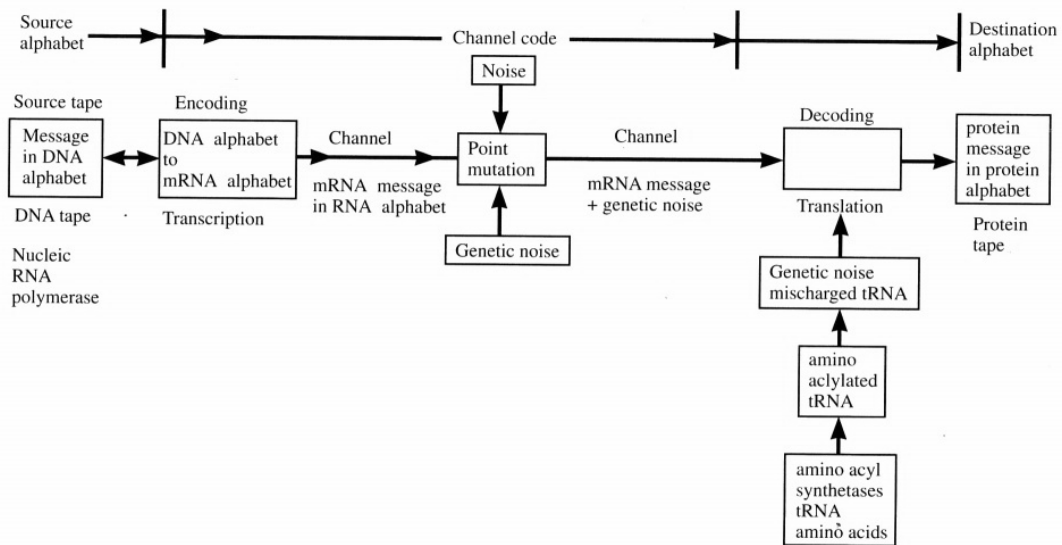 Source
alphabet
Channel code
Destination
alphabet
Noise
Source tape
Encoding
Decoding
Message
in DNA
alphabet
DNA alphabet
to
mRNA alphabet
Channel
Point
mutation
Channel
protein
message
in protein
alphabet
mRNA message
in RNA alphabet
mRNA message
+ genetic noise
DNA tape
Transcription
Translation
Protein
tape
Nucleic
RNA
polymerase
Genetic noise
Genetic noise
mischarged tRNA
amino
aclylated
tRNA
amino acyl
synthetases
tRNA
amino acids